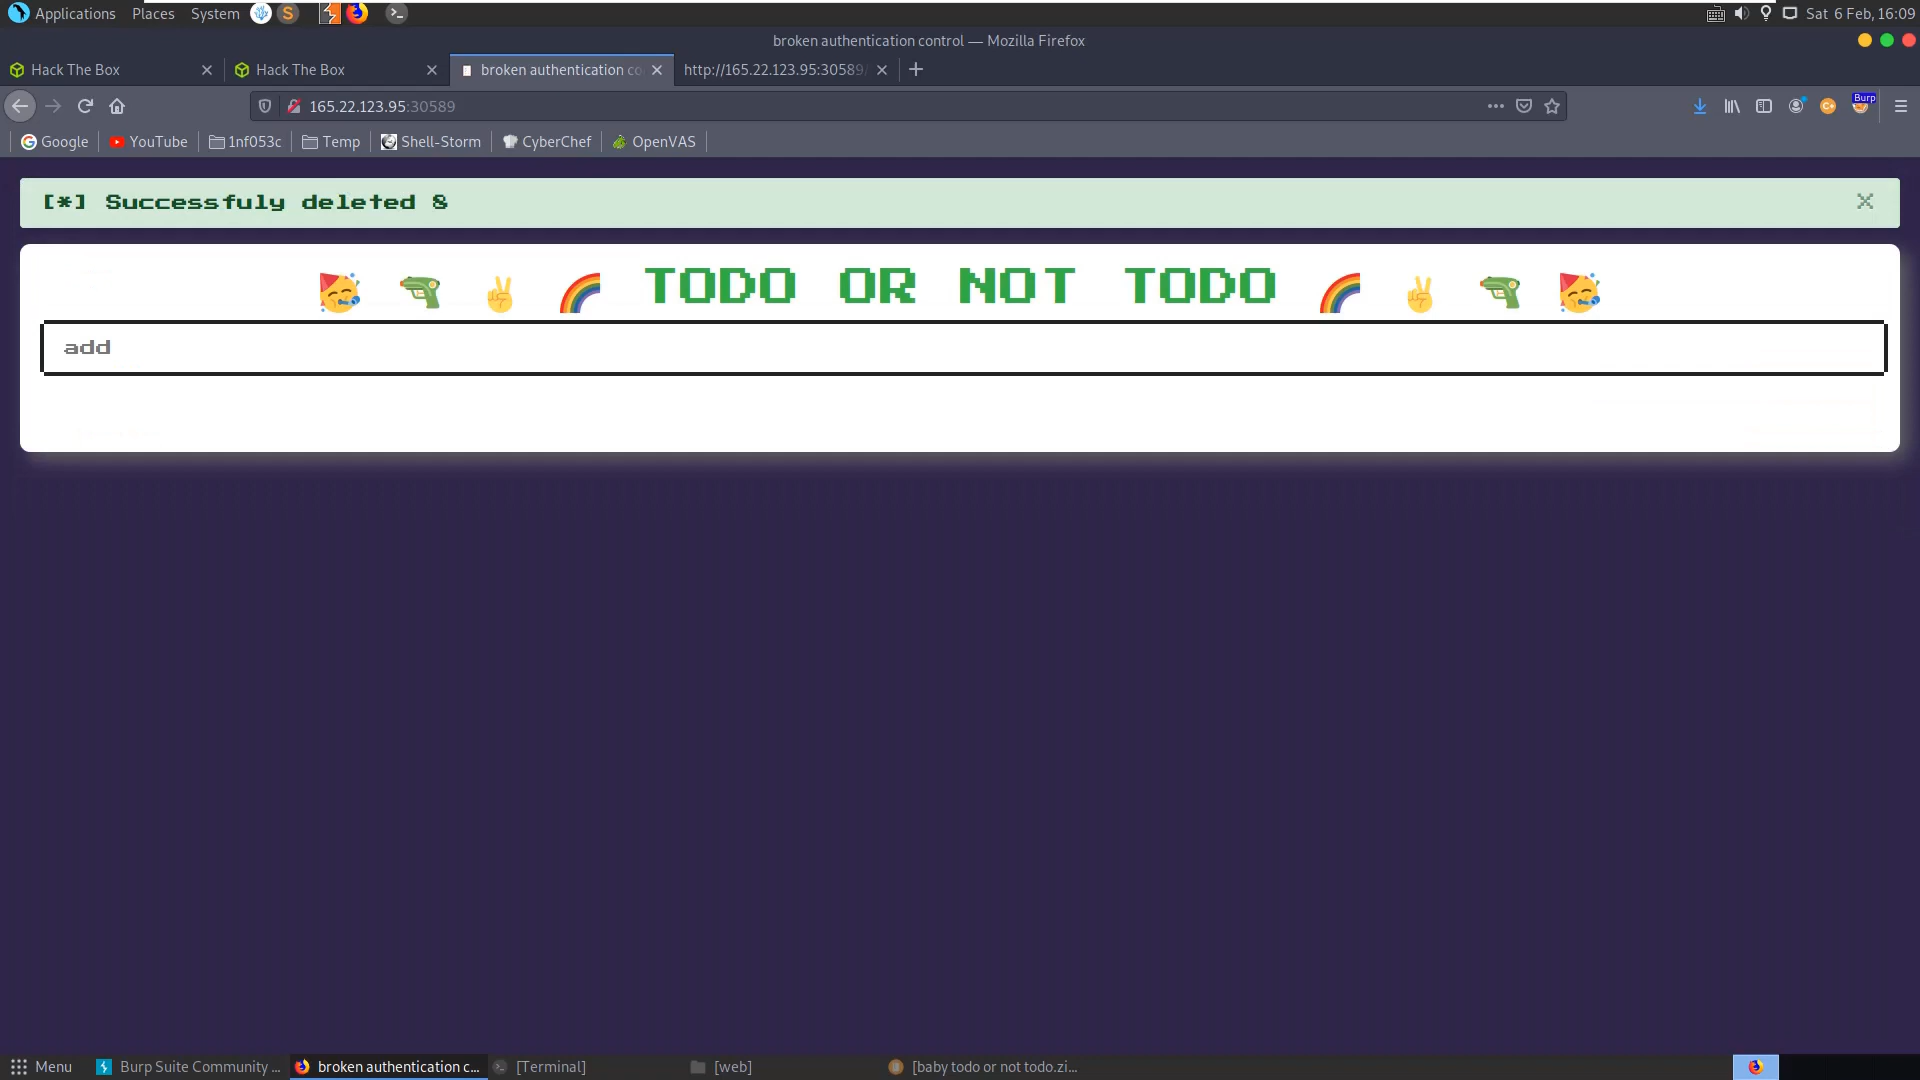 Applications Places System Sat 6 Feb, 16:09
broken authentication control — Mozilla Firefox
Hack The Box Hack The Box broken authentication co http://165.22.123.95:30589/
165.22.123.95:30589 Burp
Google YouTube 1nf053c Temp Shell-Storm CyberChef OpenVAS
[*] Successfuly deleted 8
TODO OR NOT TODO
add
Menu Burp Suite Community ... broken authentication c... [Terminal] [web] [baby todo or not todo.zi...